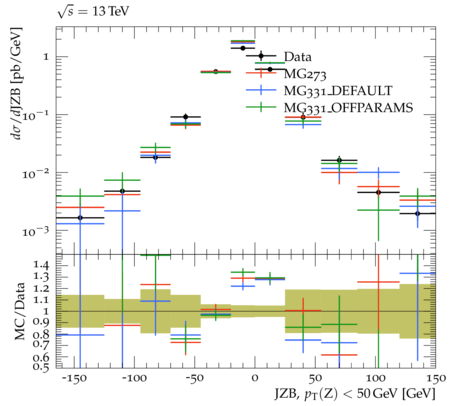 √s = 13 TeV
dσ/dJZB [pb/GeV]
1
10⁻¹
10⁻²
10⁻³
Data
MG273
MG331_DEFAULT
MG331_OFFPARAMS
MC/Data
1.4
1.3
1.2
1.1
1
0.9
0.8
0.7
0.6
0.5
-150 -100 -50 0 50 100 150
JZB, pT(Z) < 50 GeV [GeV]